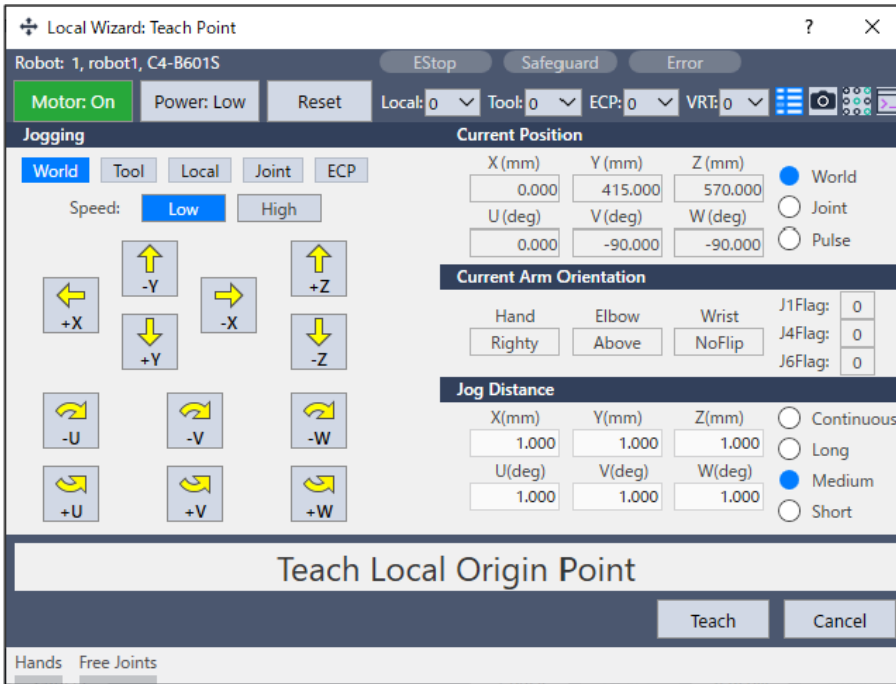 Local Wizard: Teach Point
Robot: 1, robot1, C4-B601S EStop Safeguard Error
Motor: On Power: Low Reset Local: 0 Tool: 0 ECP: 0 VRT: 0
Jogging
World Tool Local Joint ECP
Speed: Low High
-Y
+Z
+X
-X
+Y
-Z
-U -V -W
+U +V +W
Current Position
X (mm) Y (mm) Z (mm)
0.000 415.000 570.000
U (deg) V (deg) W (deg)
0.000 -90.000 -90.000
World
Joint
Pulse
Current Arm Orientation
Hand Elbow Wrist
Righty Above NoFlip
J1Flag: 0
J4Flag: 0
J6Flag: 0
Jog Distance
X(mm) Y(mm) Z(mm)
1.000 1.000 1.000
U(deg) V(deg) W(deg)
1.000 1.000 1.000
Continuous
Long
Medium
Short
Teach Local Origin Point
Teach Cancel
Hands Free Joints